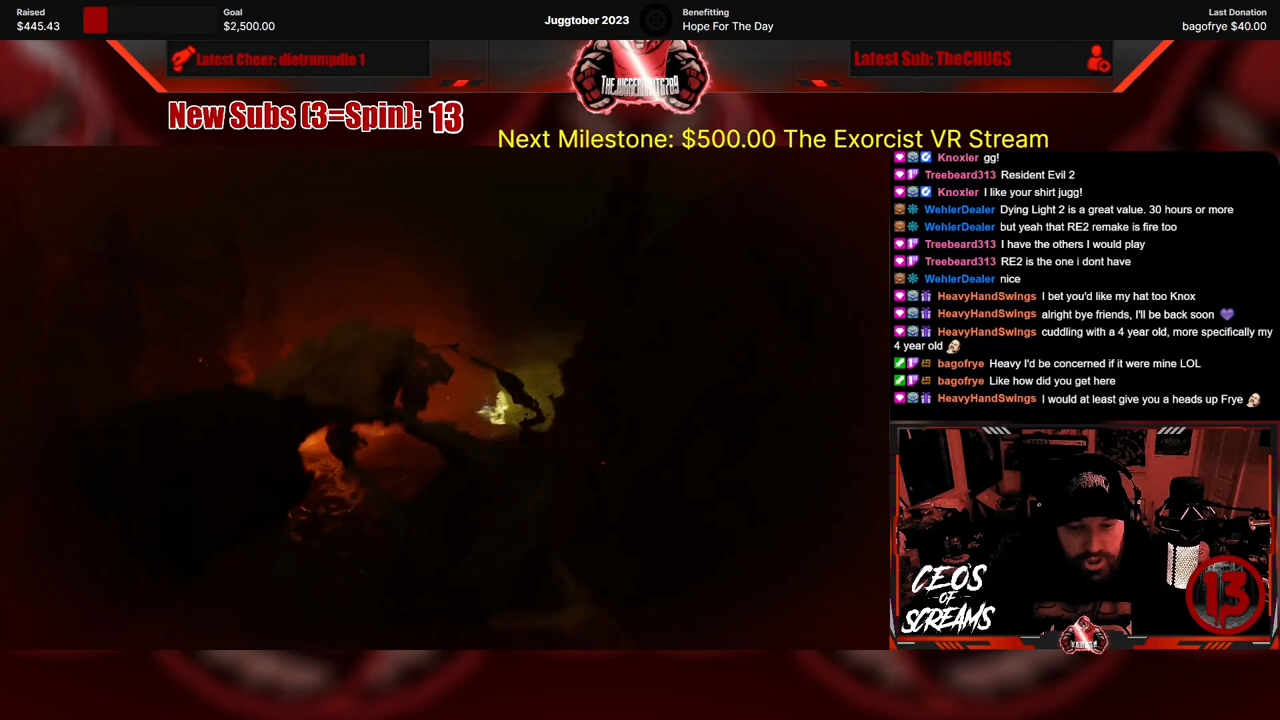 Raised
$445.43
Goal
$2,500.00
Juggtober 2023
Benefitting
Hope For The Day
Last Donation
bagofrye $40.00
Latest Cheer: dietrumpdie 1
THEJUGGERNAUT6789
Latest Sub: TheCHUGS
New Subs (3=Spin): 13
Next Milestone: $500.00 The Exorcist VR Stream
Knoxler gg!
Treebeard313 Resident Evil 2
Knoxler I like your shirt jugg!
WehlerDealer Dying Light 2 is a great value. 30 hours or more
WehlerDealer but yeah that RE2 remake is fire too
Treebeard313 I have the others I would play
Treebeard313 RE2 is the one i dont have
WehlerDealer nice
HeavyHandSwings I bet you'd like my hat too Knox
HeavyHandSwings alright bye friends, I'll be back soon
HeavyHandSwings cuddling with a 4 year old, more specifically my
4 year old
bagofrye Heavy I'd be concerned if it were mine LOL
bagofrye Like how did you get here
HeavyHandSwings I would at least give you a heads up Frye
CEOS
OF
SCREAMS
13